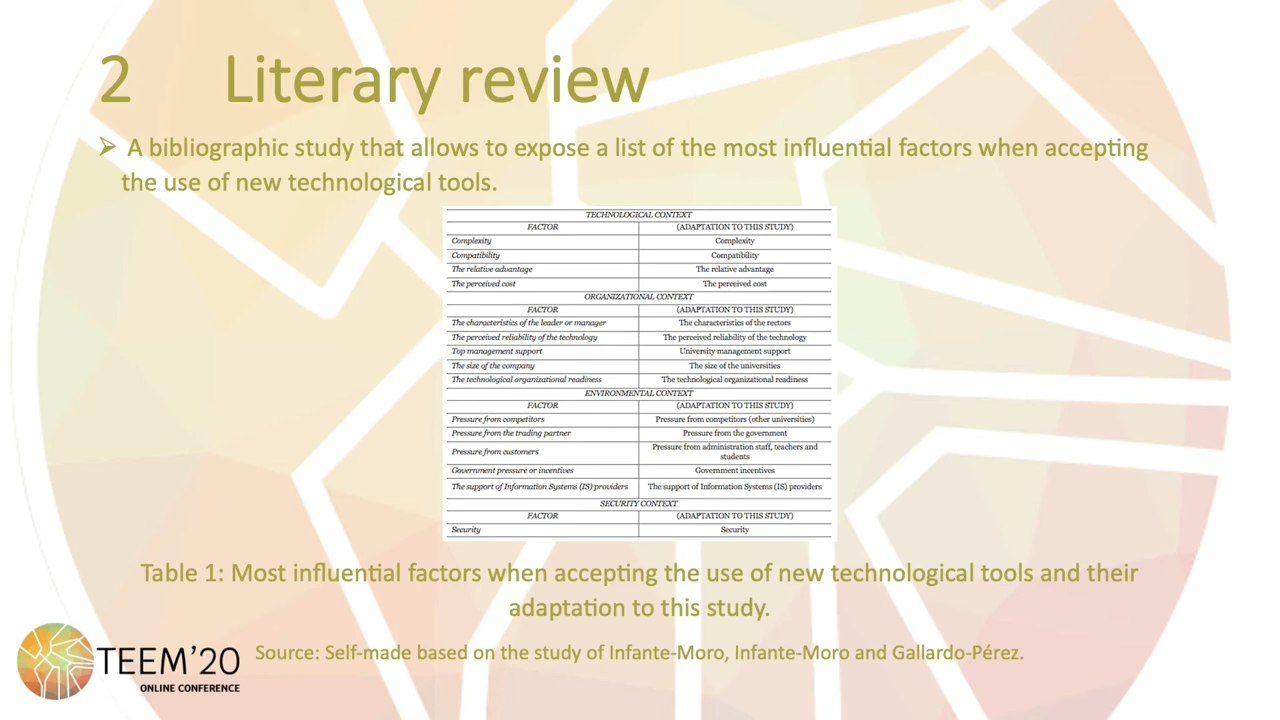 2 Literary review
➢ A bibliographic study that allows to expose a list of the most influential factors when accepting
the use of new technological tools.
TECHNOLOGICAL CONTEXT
FACTOR (ADAPTATION TO THIS STUDY)
Complexity Complexity
Compatibility Compatibility
The relative advantage The relative advantage
The perceived cost The perceived cost
ORGANIZATIONAL CONTEXT
FACTOR (ADAPTATION TO THIS STUDY)
The characteristics of the leader or manager The characteristics of the rectors
The perceived reliability of the technology The perceived reliability of the technology
Top management support University management support
The size of the company The size of the universities
The technological organizational readiness The technological organizational readiness
ENVIRONMENTAL CONTEXT
FACTOR (ADAPTATION TO THIS STUDY)
Pressure from competitors Pressure from competitors (other universities)
Pressure from the trading partner Pressure from the government
Pressure from customers Pressure from administration staff, teachers and
students
Government pressure or incentives Government incentives
The support of Information Systems (IS) providers The support of Information Systems (IS) providers
SECURITY CONTEXT
FACTOR (ADAPTATION TO THIS STUDY)
Security Security
Table 1: Most influential factors when accepting the use of new technological tools and their
adaptation to this study.
Source: Self-made based on the study of Infante-Moro, Infante-Moro and Gallardo-Pérez.
TEEM'20
ONLINE CONFERENCE